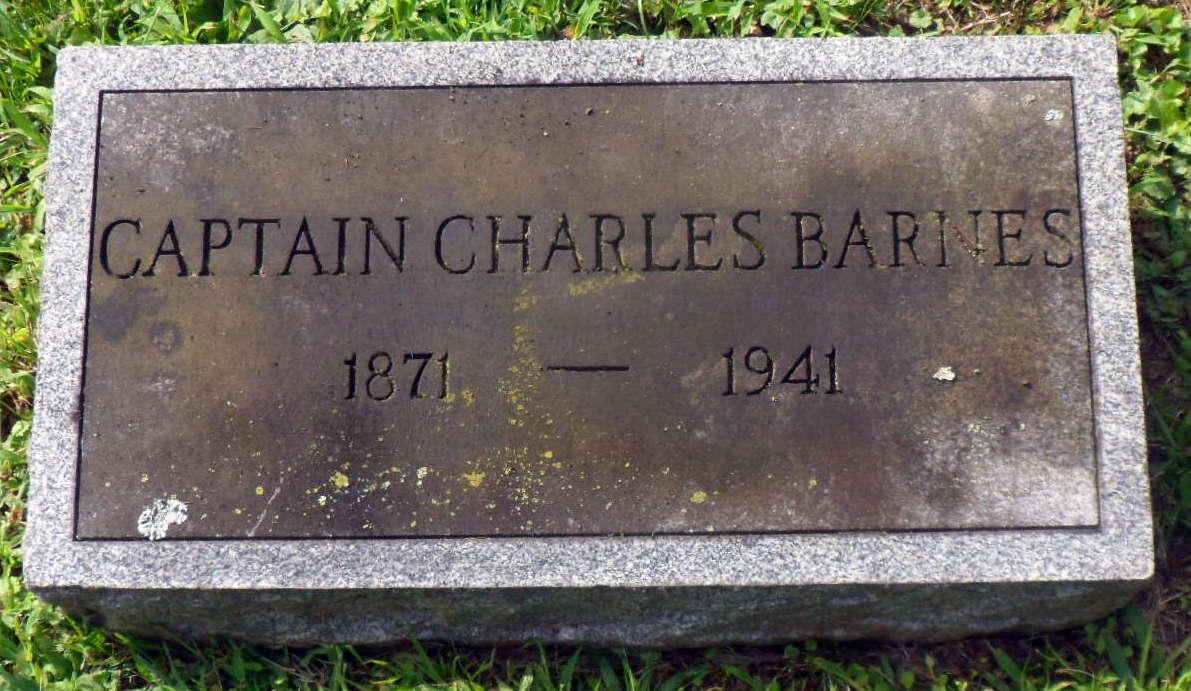 CAPTAIN CHARLES BARNES
1871 — 1941